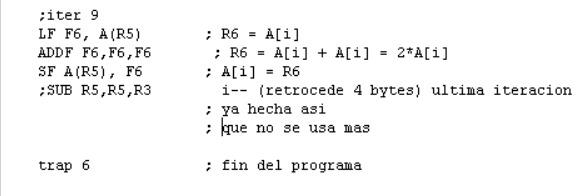 ;iter 9
LF F6, A(R5) ; R6 = A[i]
ADDF F6,F6,F6 ; R6 = A[i] + A[i] = 2*A[i]
SF A(R5), F6 ; A[i] = R6
;SUB R5,R5,R3 i-- (retrocede 4 bytes) ultima iteracion
; ya hecha asi
; que no se usa mas
trap 6 ; fin del programa